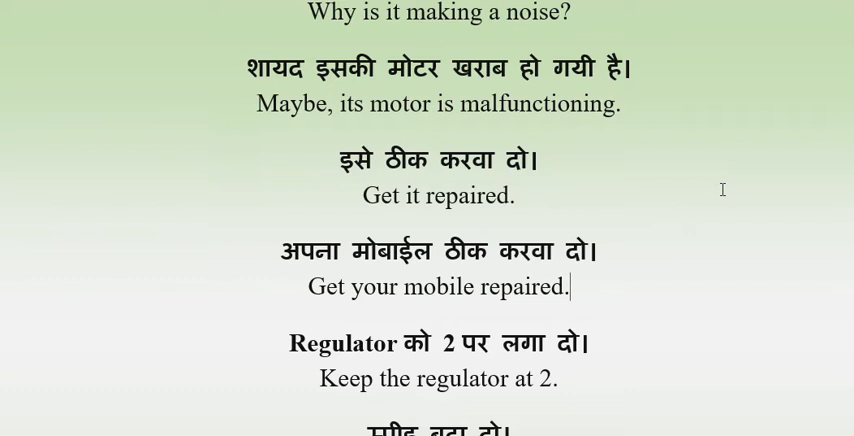 Why is it making a noise?
शायद इसकी मोटर खराब हो गयी है।
Maybe, its motor is malfunctioning.
इसे ठीक करवा दो।
Get it repaired.
अपना मोबाईल ठीक करवा दो।
Get your mobile repaired.
Regulator को 2 पर लगा दो।
Keep the regulator at 2.